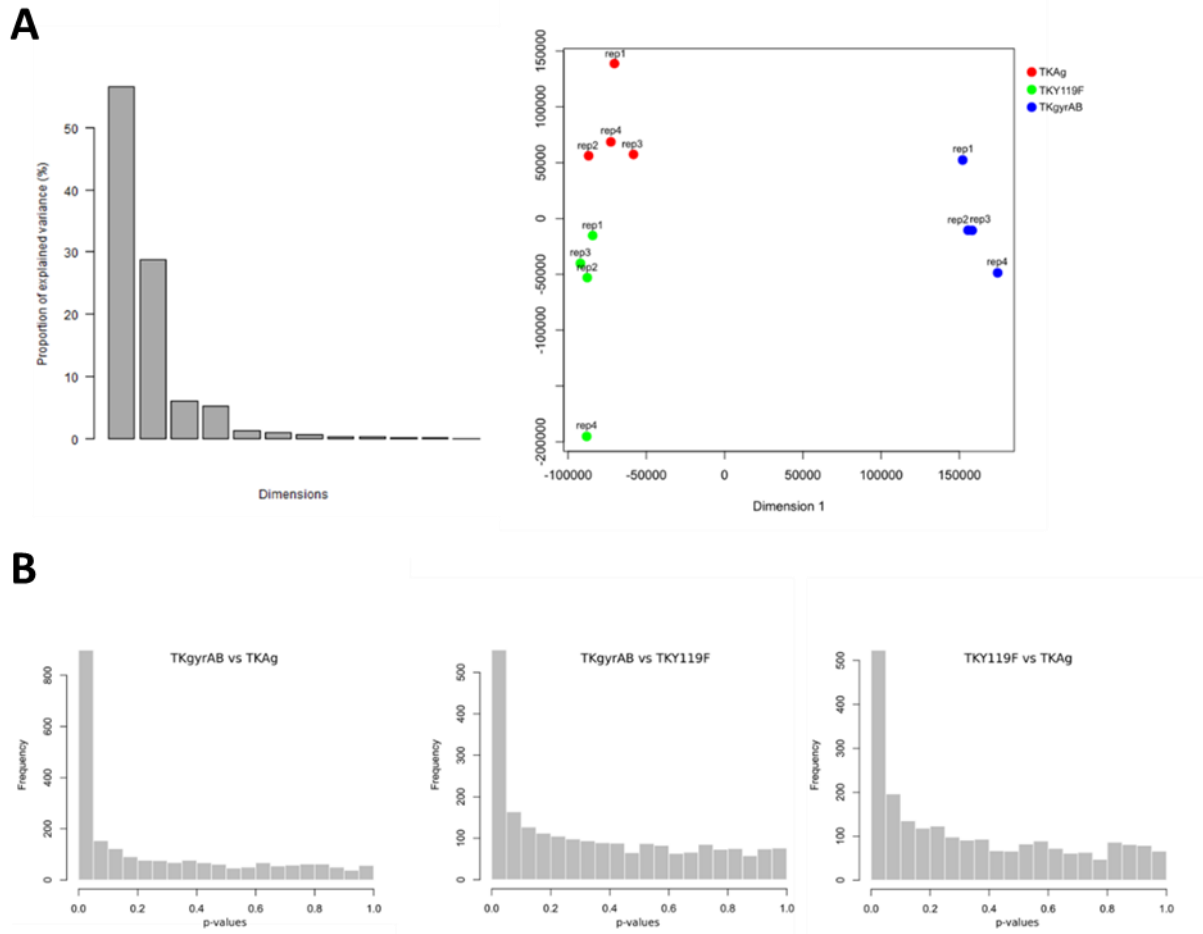 A
Proportion of explained variance (%)
50
40
30
20
10
0
Dimensions
150000
100000
50000
0
-50000
-100000
-200000
rep1
rep4
rep2
rep3
rep1
rep3
rep2
rep4
rep1
rep2
rep3
rep4
-100000
-50000
0
50000
100000
150000
Dimension 1
TKAg
TKY119F
TKgyrAB
B
TKgyrAB vs TKAg
Frequency
800
600
400
200
0
0.0
0.2
0.4
0.6
0.8
1.0
p-values
TKgyrAB vs TKY119F
Frequency
500
400
300
200
100
0
0.0
0.2
0.4
0.6
0.8
1.0
p-values
TKY119F vs TKAg
Frequency
500
400
300
200
100
0
0.0
0.2
0.4
0.6
0.8
1.0
p-values